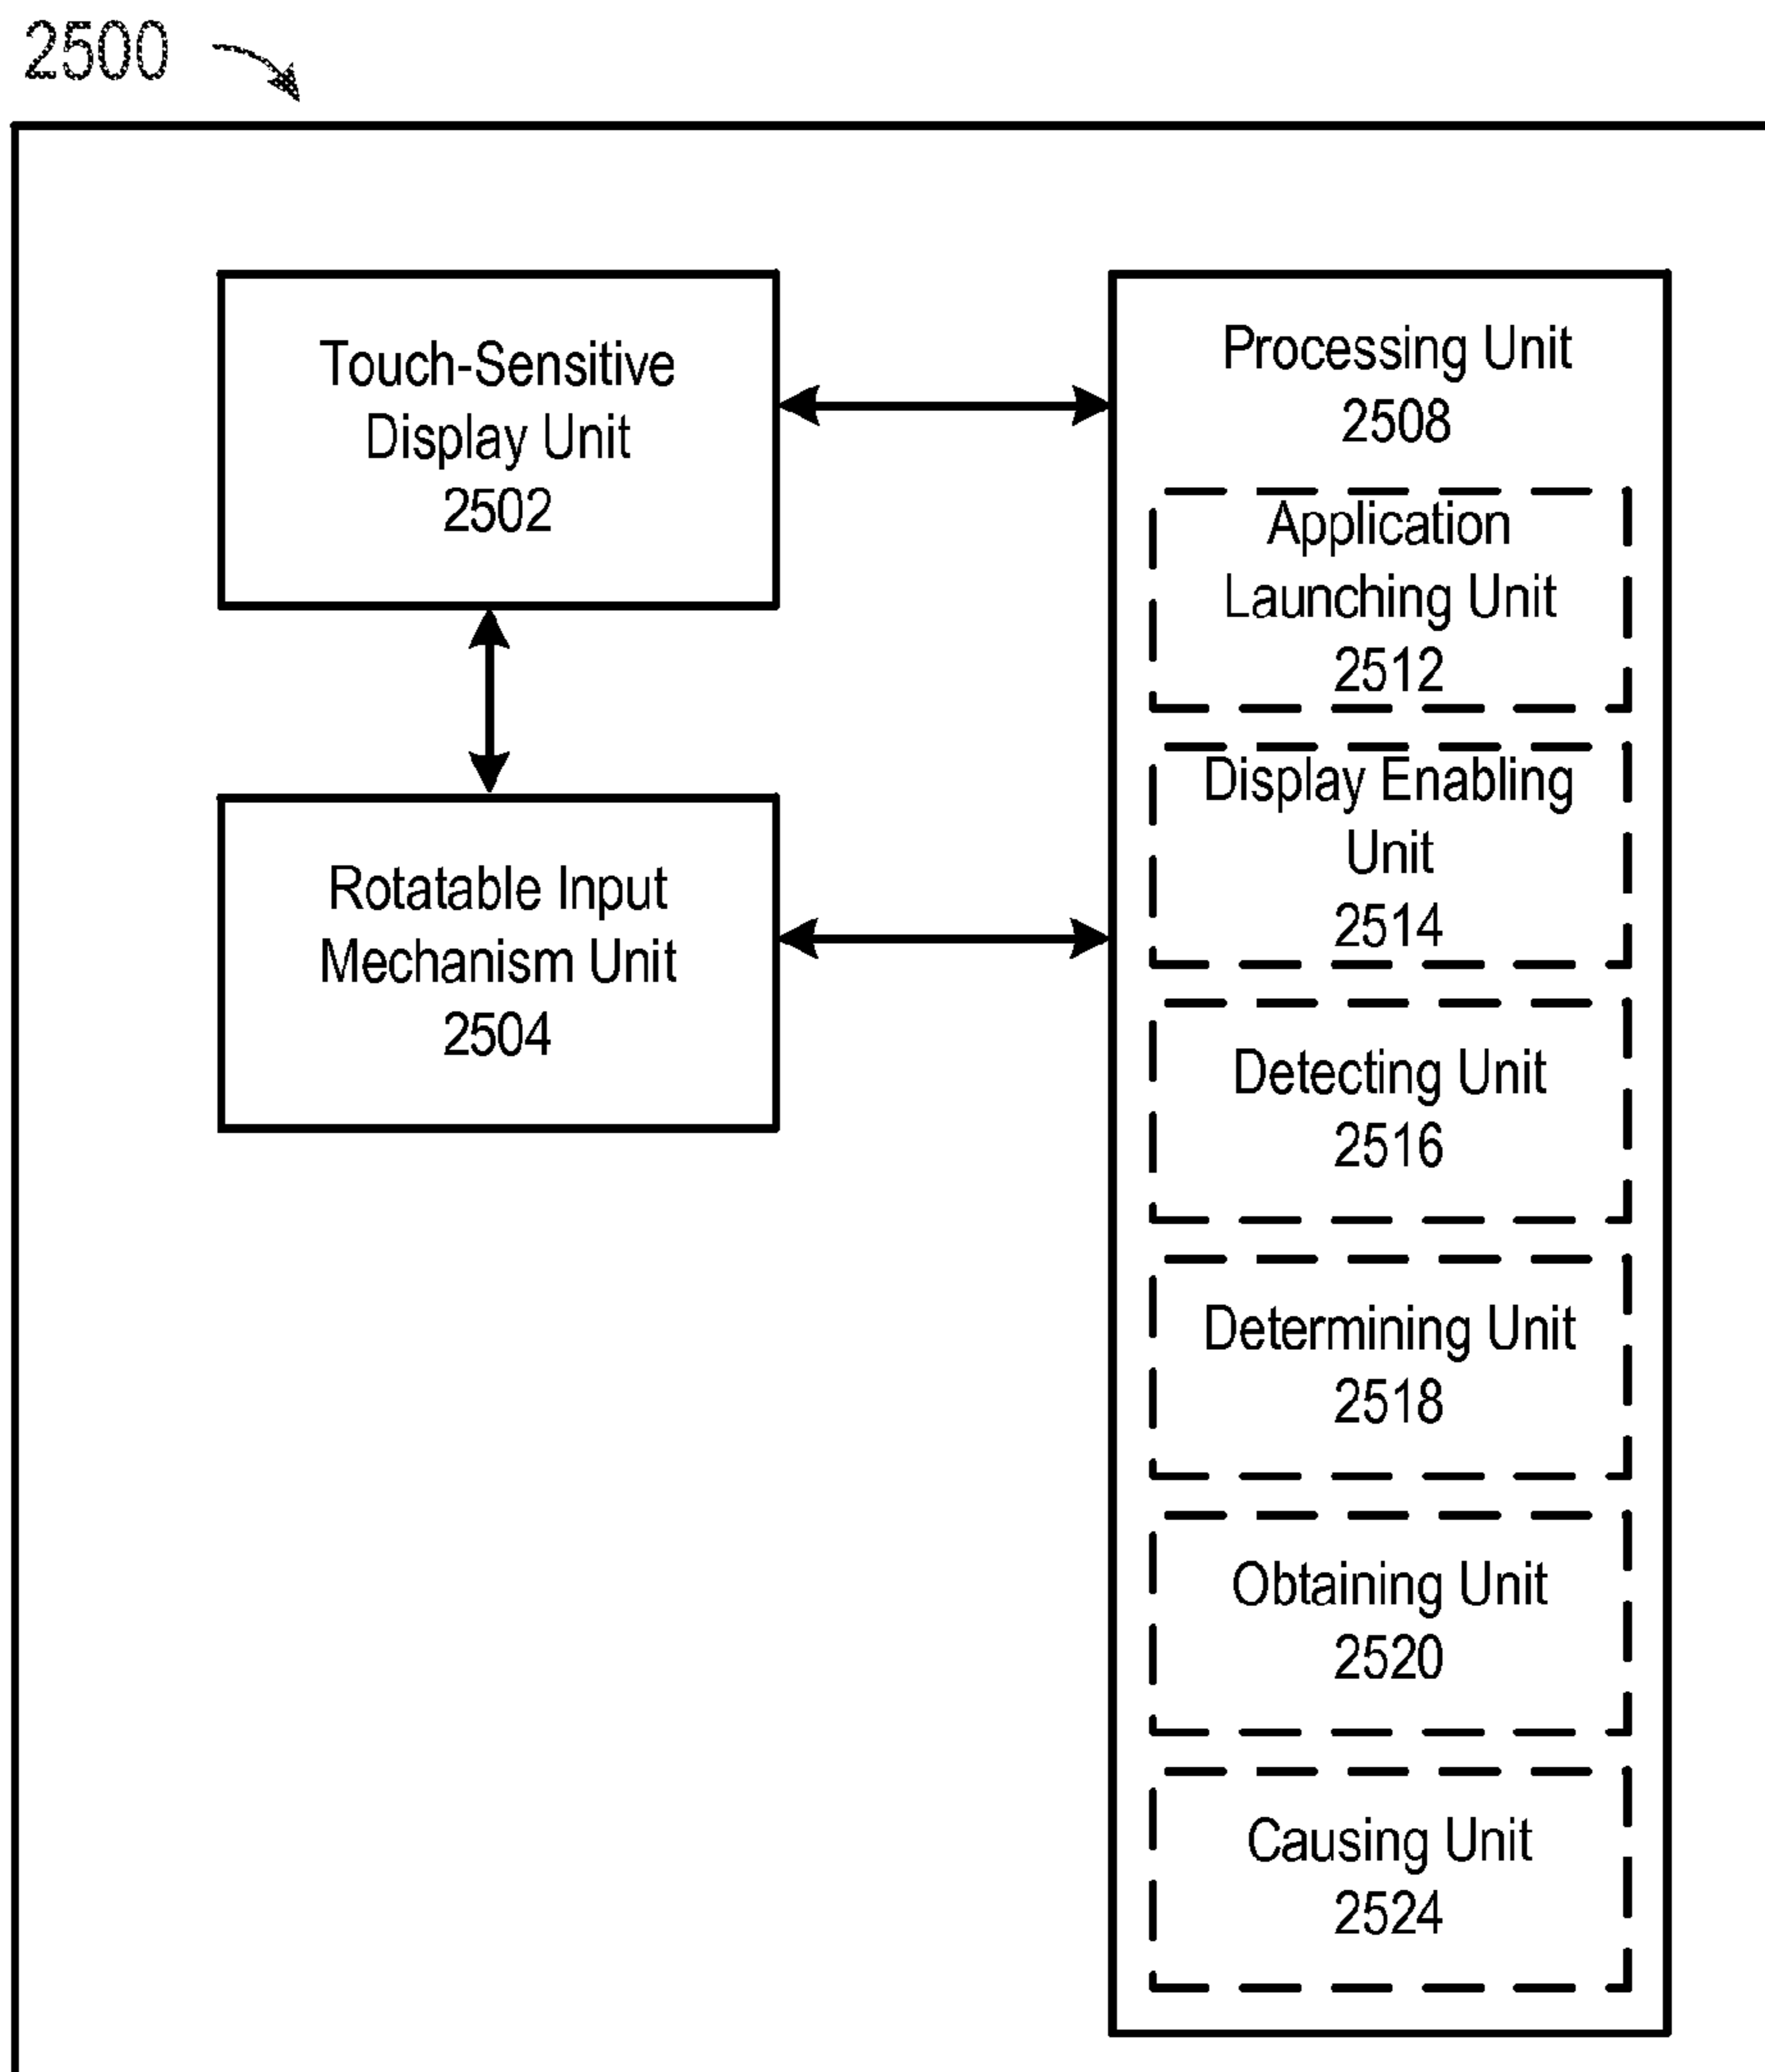 2500
Touch-Sensitive
Display Unit
2502
Rotatable Input
Mechanism Unit
2504
Processing Unit
2508
Application
Launching Unit
2512
Display Enabling
Unit
2514
Detecting Unit
2516
Determining Unit
2518
Obtaining Unit
2520
Causing Unit
2524